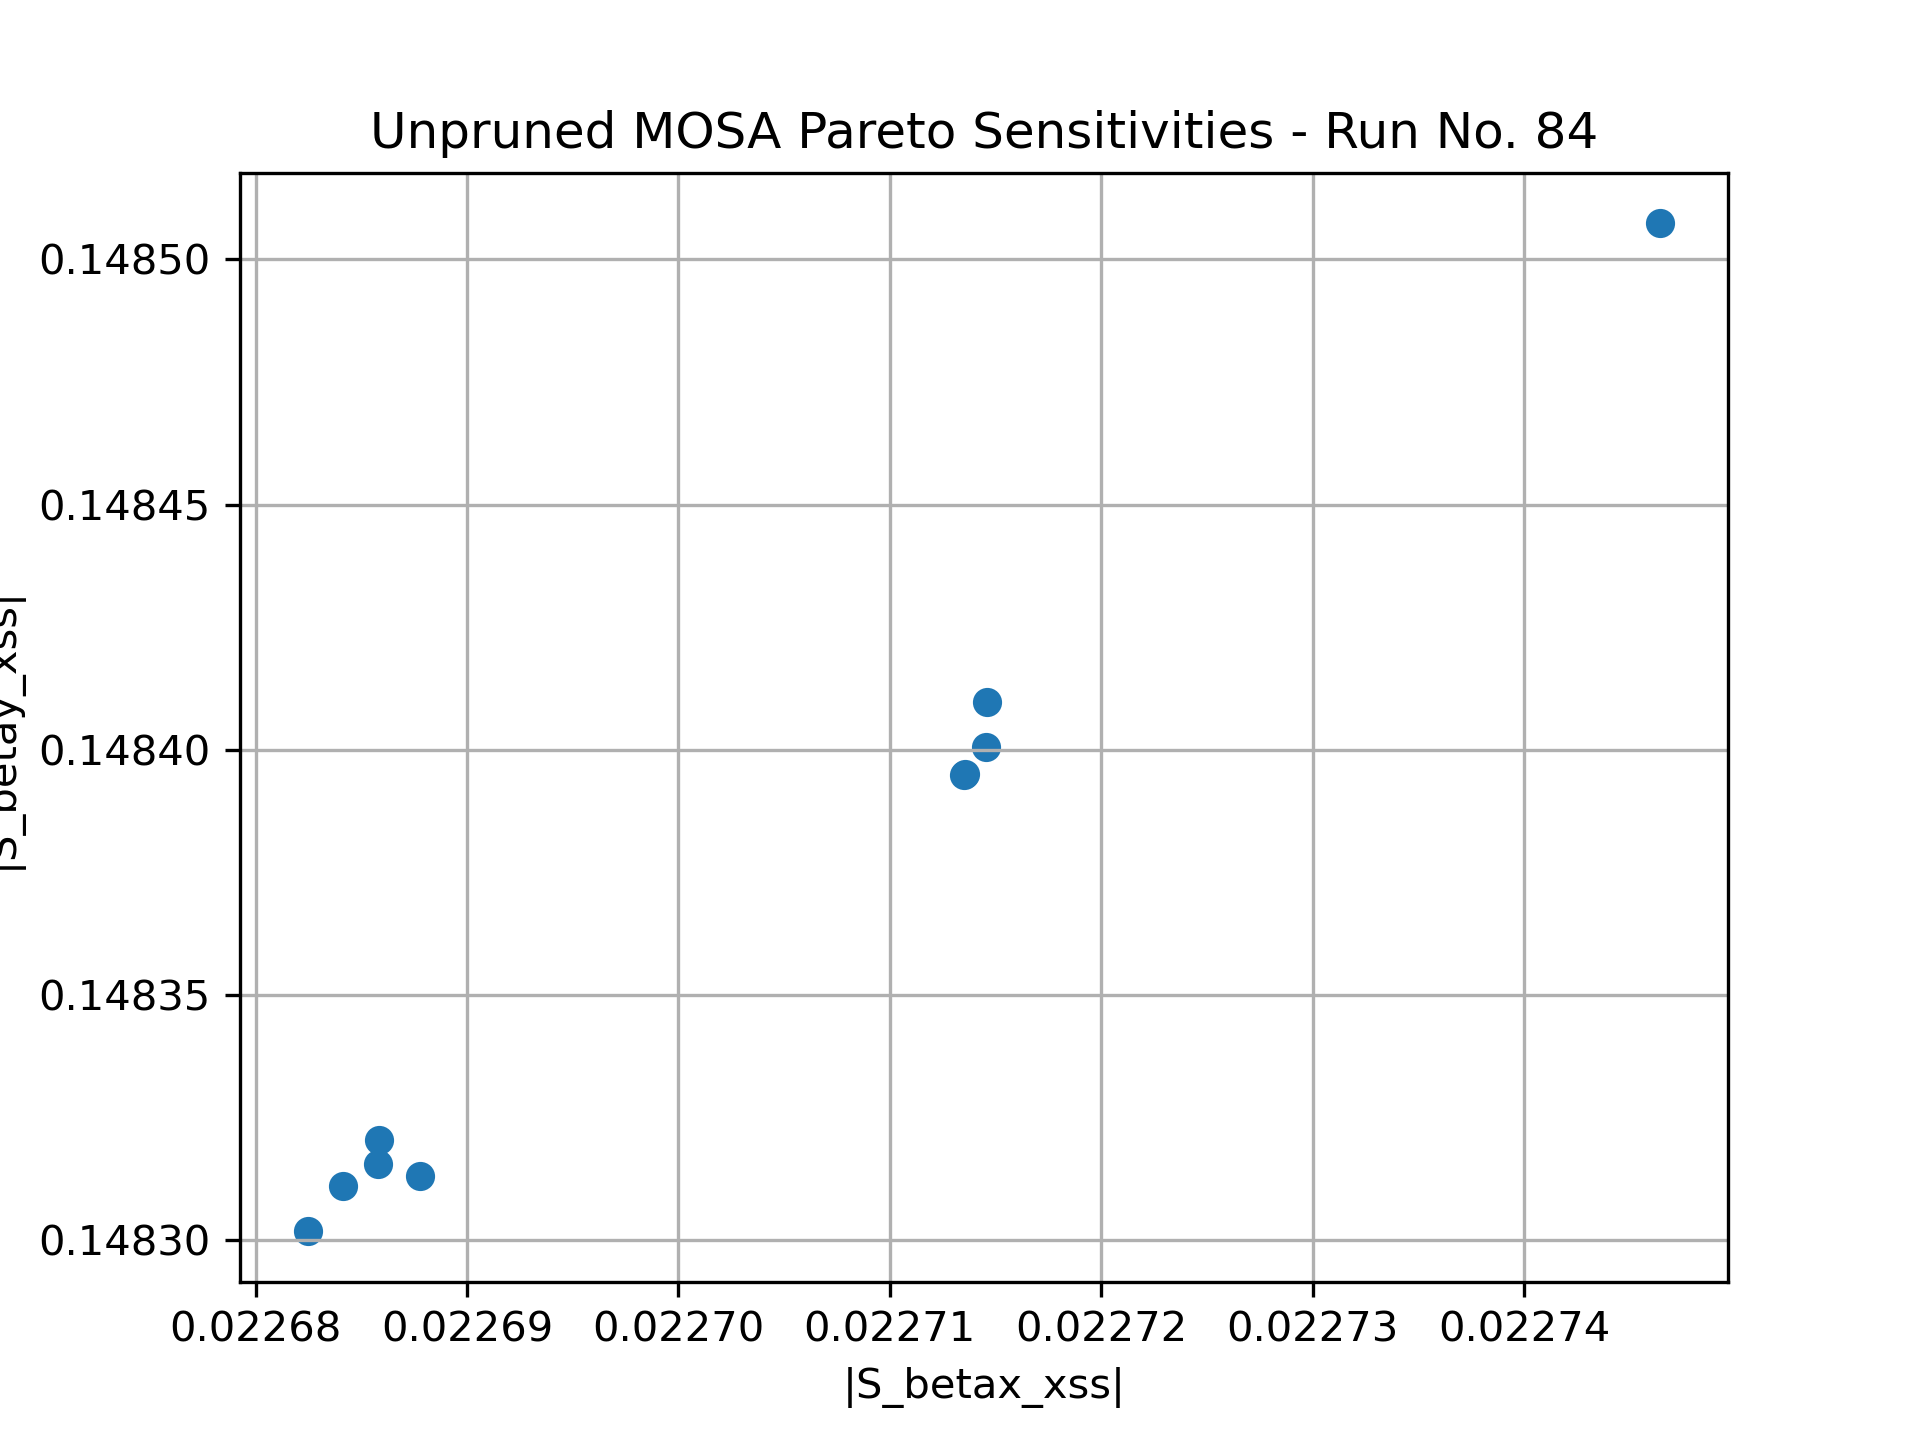 Unpruned MOSA Pareto Sensitivities - Run No. 84
0.14850
0.14845
0.14840
0.14835
0.14830
|S_betay_xss|
0.02268 0.02269 0.02270 0.02271 0.02272 0.02273 0.02274
|S_betax_xss|